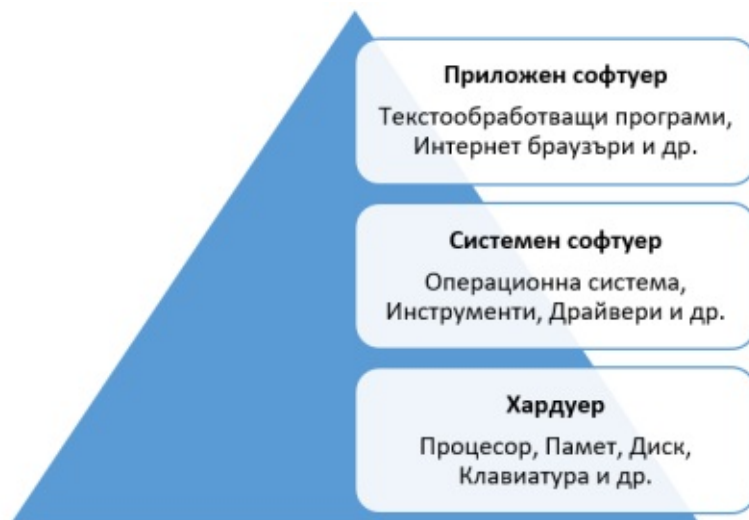 Приложен софтуер
Текстообработващи програми,
Интернет браузъри и др.
Системен софтуер
Операционна система,
Инструменти, Драйвери и др.
Хардуер
Процесор, Памет, Диск,
Клавиатура и др.